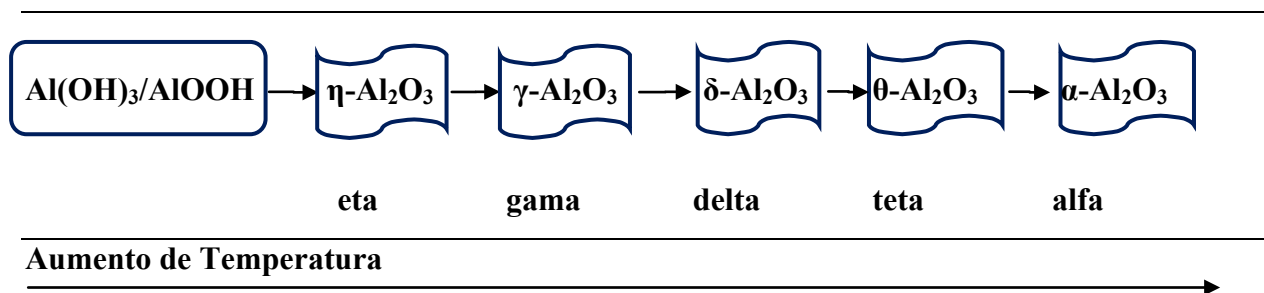 Al(OH)₃/AlOOH η-Al₂O₃ γ-Al₂O₃ δ-Al₂O₃ θ-Al₂O₃ α-Al₂O₃
eta gama delta teta alfa
Aumento de Temperatura